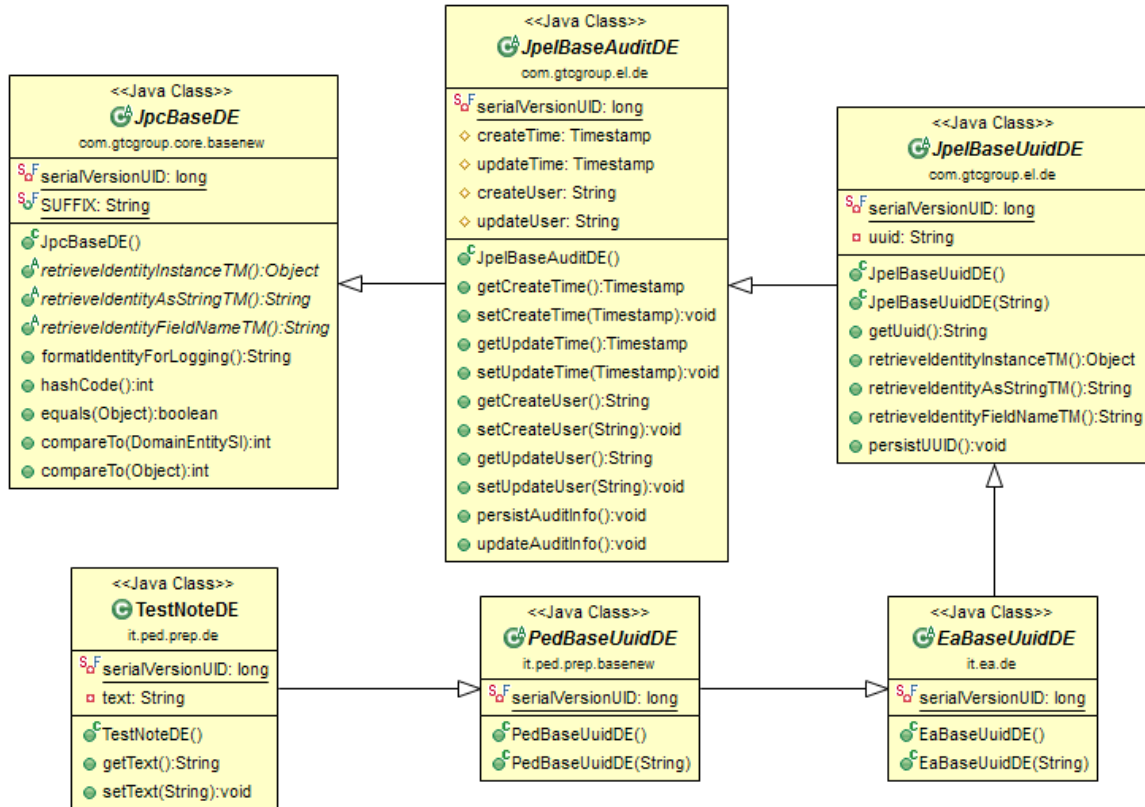 <<Java Class>>
JpcBaseDE
com.gtcgroup.core.basenew
serialVersionUID: long
SUFFIX: String
JpcBaseDE()
retrieveIdentityInstanceTM():Object
retrieveIdentityAsStringTM():String
retrieveIdentityFieldNameTM():String
formatIdentityForLogging():String
hashCode():int
equals(Object):boolean
compareTo(DomainEntitySI):int
compareTo(Object):int
<<Java Class>>
JpelBaseAuditDE
com.gtcgroup.el.de
serialVersionUID: long
createTime: Timestamp
updateTime: Timestamp
createUser: String
updateUser: String
JpelBaseAuditDE()
getCreateTime():Timestamp
setCreateTime(Timestamp):void
getUpdateTime():Timestamp
setUpdateTime(Timestamp):void
getCreateUser():String
setCreateUser(String):void
getUpdateUser():String
setUpdateUser(String):void
persistAuditInfo():void
updateAuditInfo():void
<<Java Class>>
JpelBaseUuidDE
com.gtcgroup.el.de
serialVersionUID: long
uuid: String
JpelBaseUuidDE()
JpelBaseUuidDE(String)
getUuid():String
retrieveIdentityInstanceTM():Object
retrieveIdentityAsStringTM():String
retrieveIdentityFieldNameTM():String
persistUUID():void
<<Java Class>>
TestNoteDE
it.ped.prep.de
serialVersionUID: long
text: String
TestNoteDE()
getText():String
setText(String):void
<<Java Class>>
PedBaseUuidDE
it.ped.prep.basenew
serialVersionUID: long
PedBaseUuidDE()
PedBaseUuidDE(String)
<<Java Class>>
EaBaseUuidDE
it.ea.de
serialVersionUID: long
EaBaseUuidDE()
EaBaseUuidDE(String)